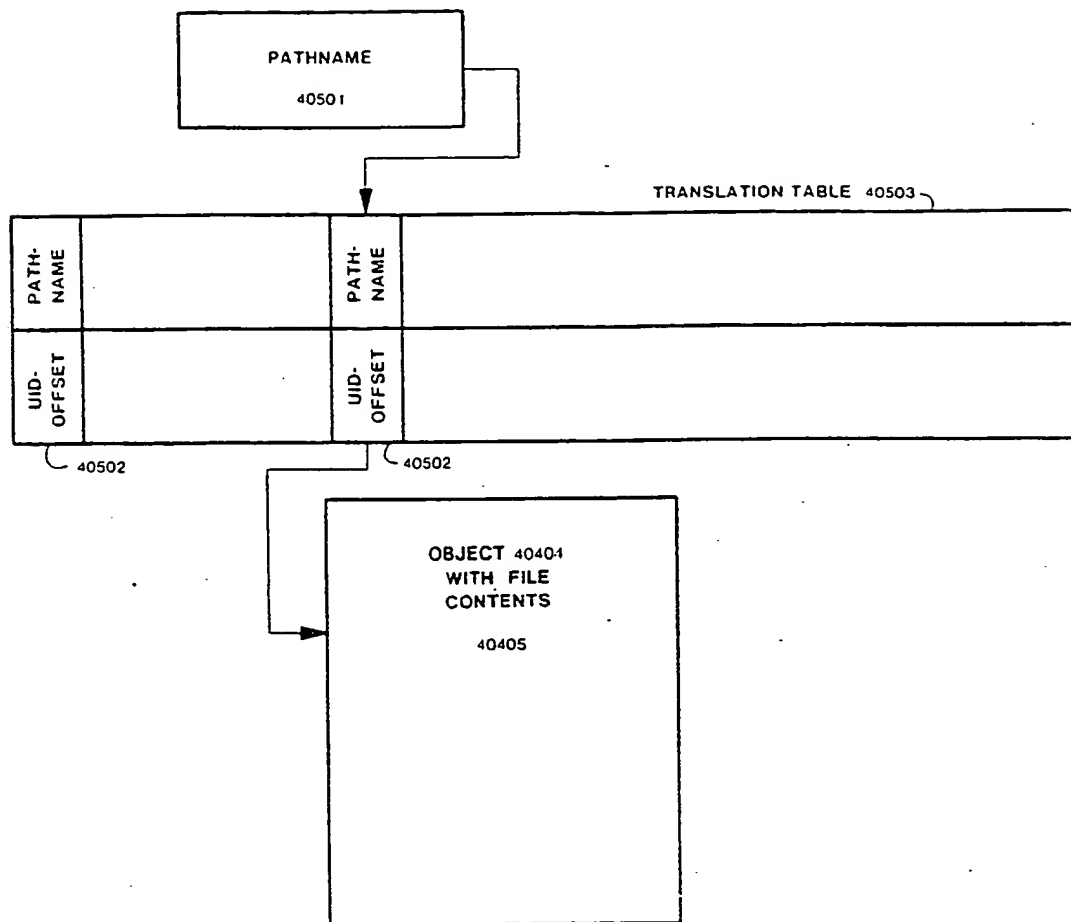 PATHNAME
40501
TRANSLATION TABLE 40503
PATH-
NAME
PATH-
NAME
UID-
OFFSET
UID-
OFFSET
40502
40502
OBJECT 40404
WITH FILE
CONTENTS
40405